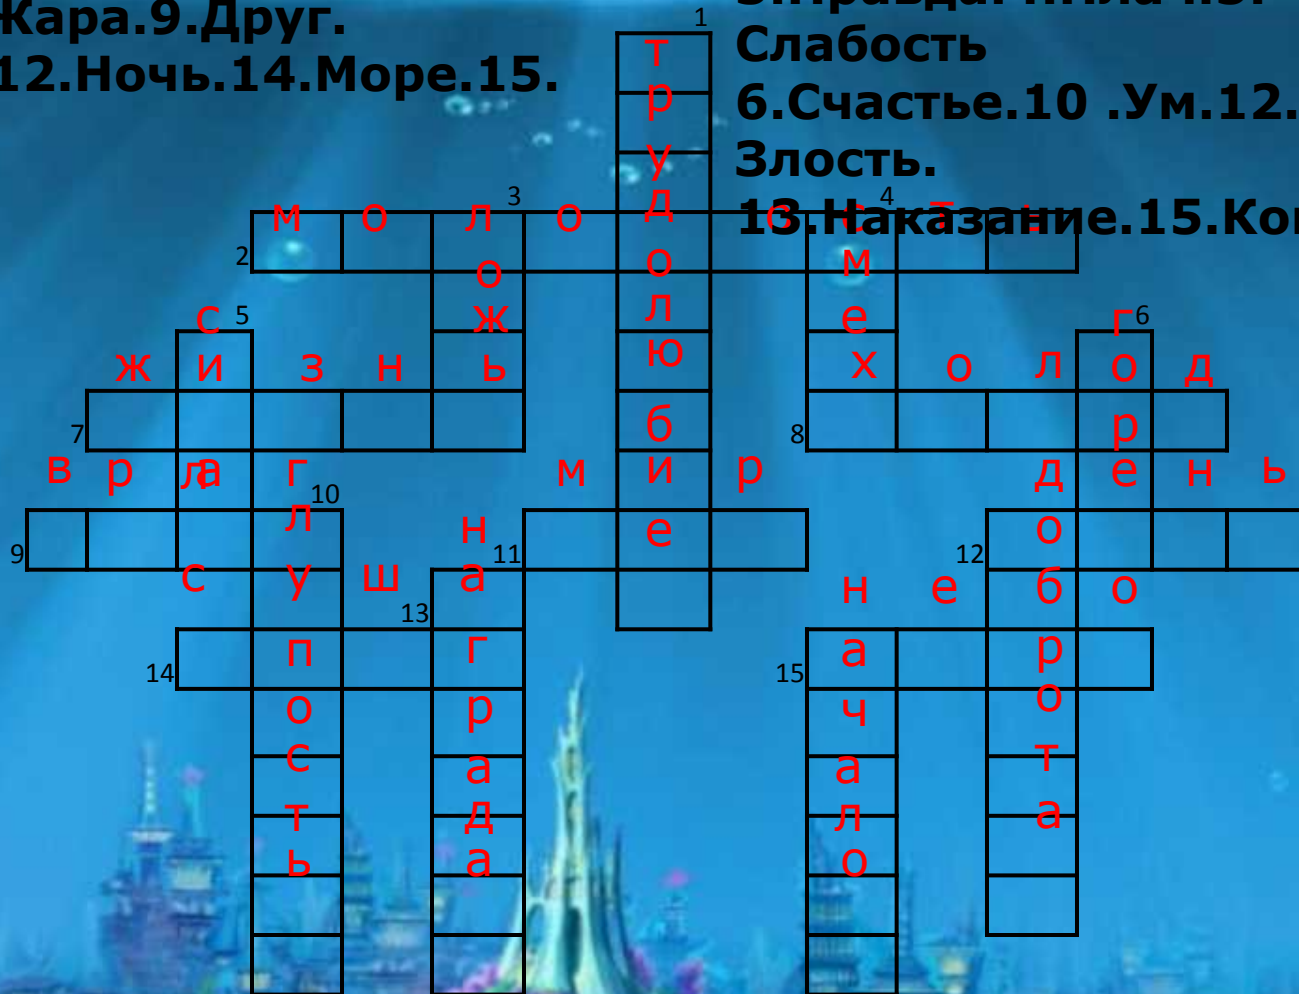 Жара.9.Друг.
12.Ночь.14.Море.15.
Слабость
6.Счастье.10 .Ум.12.
Злость.
13.Наказание.15.Ко
1
т
р
у
д
о
л
ю
б
и
е
2
м о л о д о с т ь
3
л
о
ж
ь
4
с
м
е
х
5
с
и
л
а
6
г
о
р
е
7
ж и з н ь
8
х о л о д
9
в р а г
10
г
л
у
п
о
с
т
ь
11
м и р
12
д е н ь
д
о
б
р
о
т
а
13
н
а
г
р
а
д
а
14
с у ш а
15
н е б о
н
а
ч
а
л
о